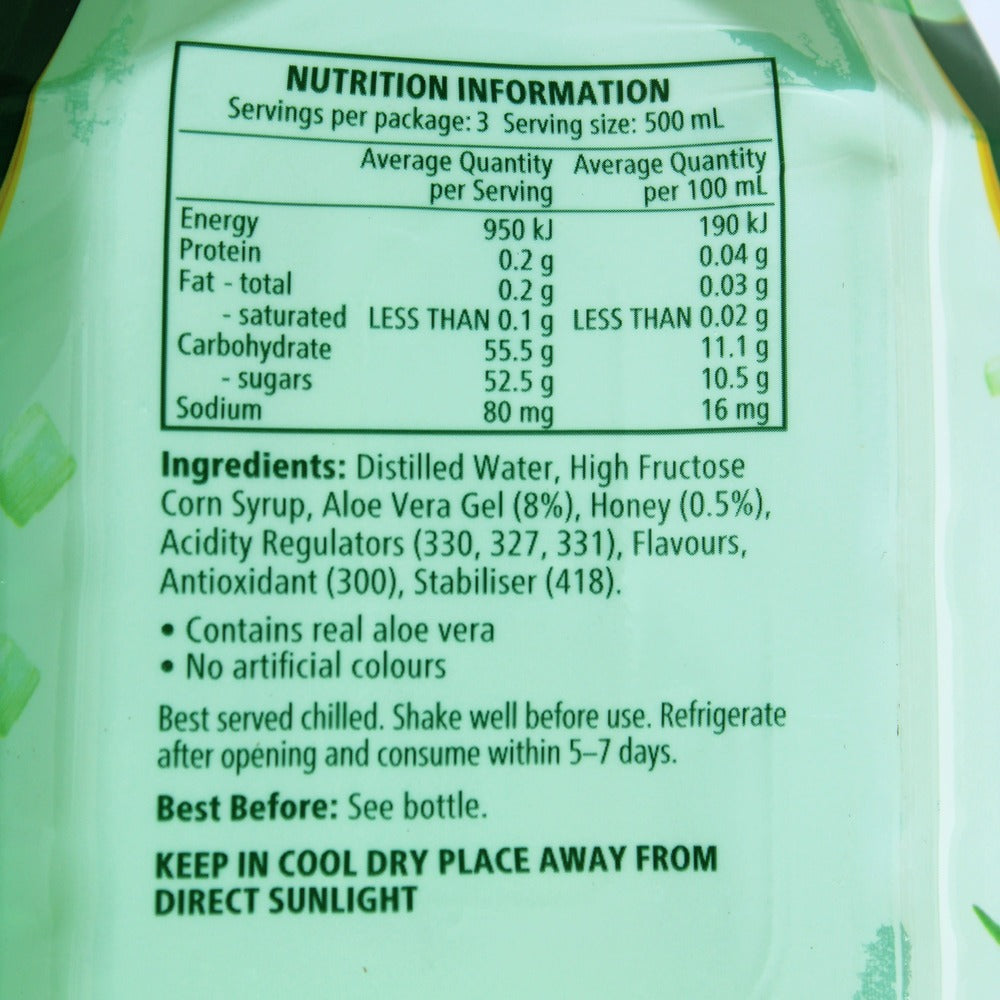 NUTRITION INFORMATION
Servings per package: 3 Serving size: 500 mL
Average Quantity Average Quantity
per Serving per 100 mL
Energy 950 kJ 190 kJ
Protein 0.2 g 0.04 g
Fat - total 0.2 g 0.03 g
- saturated LESS THAN 0.1 g LESS THAN 0.02 g
Carbohydrate 55.5 g 11.1 g
- sugars 52.5 g 10.5 g
Sodium 80 mg 16 mg
Ingredients: Distilled Water, High Fructose
Corn Syrup, Aloe Vera Gel (8%), Honey (0.5%),
Acidity Regulators (330, 327, 331), Flavours,
Antioxidant (300), Stabiliser (418).
• Contains real aloe vera
• No artificial colours
Best served chilled. Shake well before use. Refrigerate
after opening and consume within 5–7 days.
Best Before: See bottle.
KEEP IN COOL DRY PLACE AWAY FROM
DIRECT SUNLIGHT